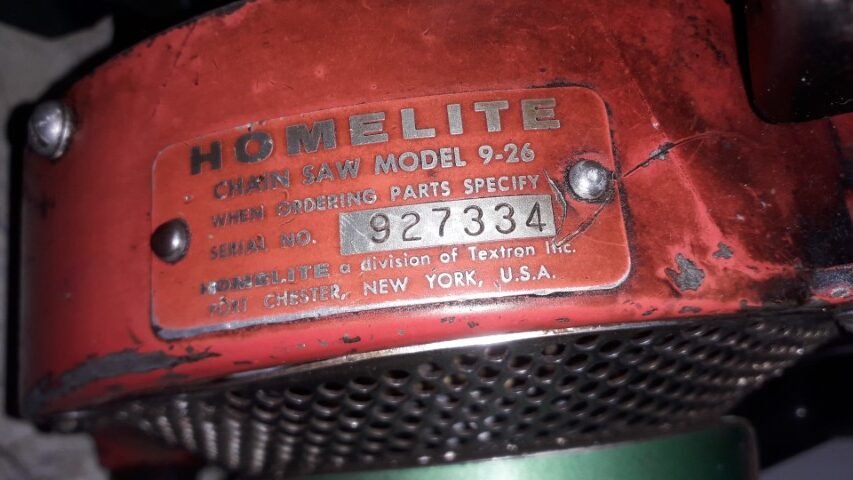 HOMELITE
CHAIN SAW MODEL 9-26
WHEN ORDERING PARTS SPECIFY
SERIAL NO. 927334
HOMELITE a division of Textron Inc.
PORT CHESTER, NEW YORK, U.S.A.